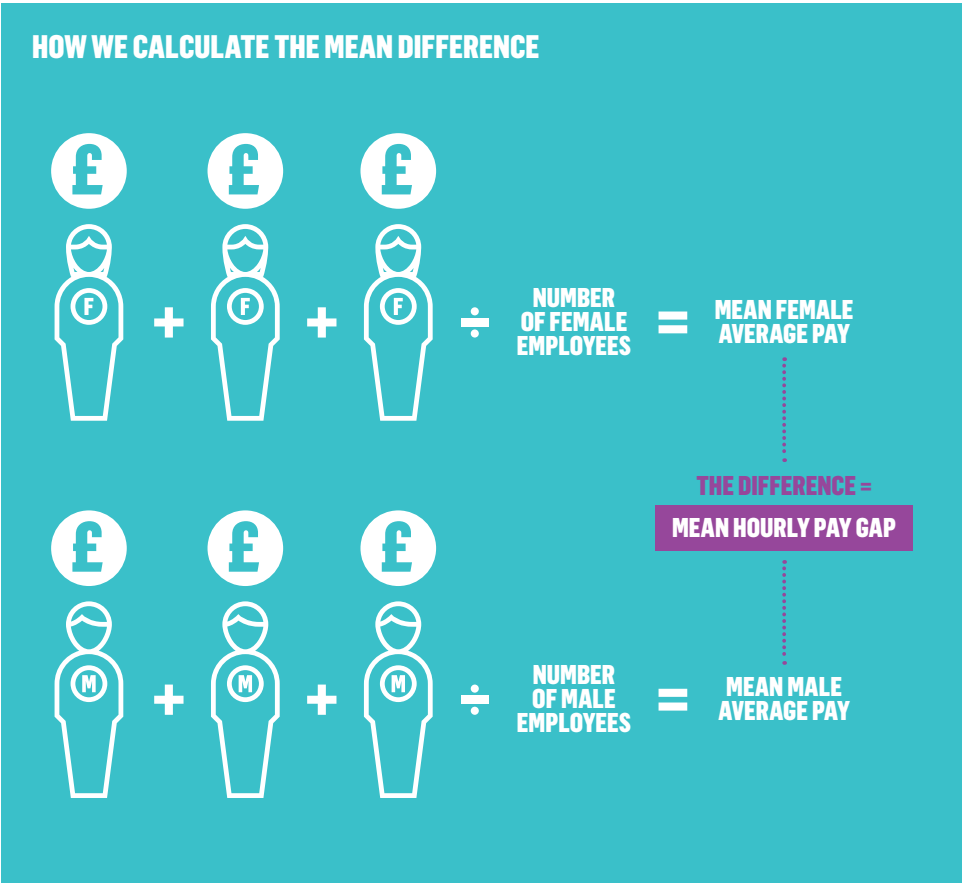 HOW WE CALCULATE THE MEAN DIFFERENCE
£ £ £
F + F + F ÷
NUMBER
OF FEMALE
EMPLOYEES
=
MEAN FEMALE
AVERAGE PAY
THE DIFFERENCE =
MEAN HOURLY PAY GAP
£ £ £
M + M + M ÷
NUMBER
OF MALE
EMPLOYEES
=
MEAN MALE
AVERAGE PAY